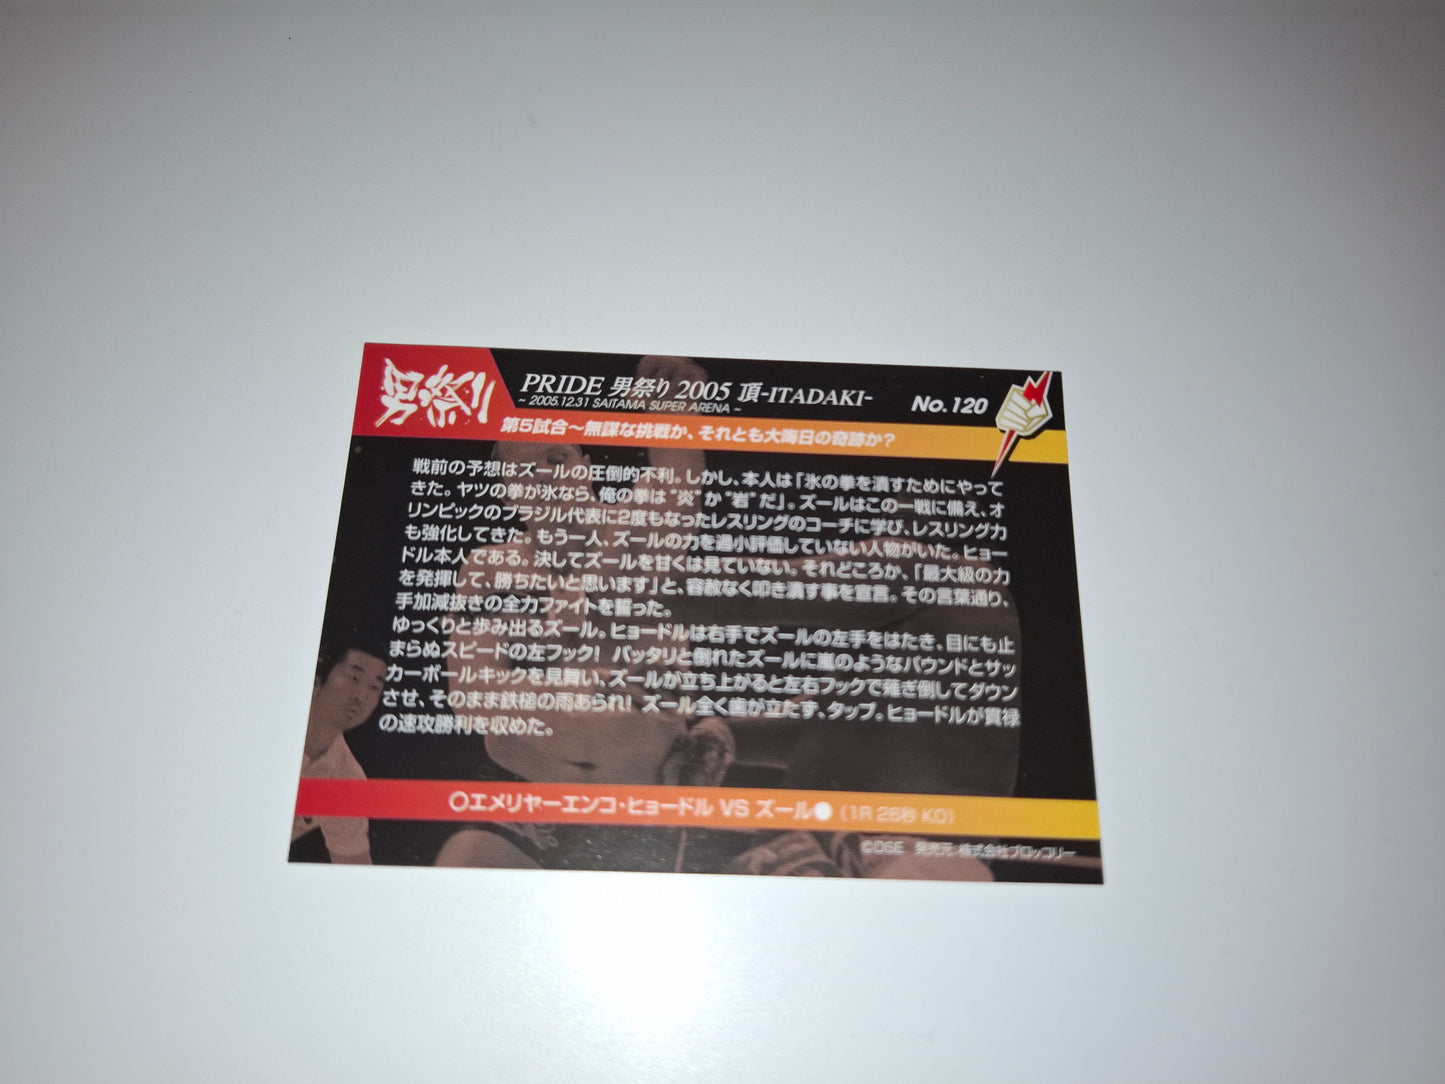 男祭り
PRIDE 男祭り 2005 頂-ITADAKI-
~ 2005.12.31 SAITAMA SUPER ARENA ~
No.120
第5試合～無謀な挑戦か、それとも大晦日の奇跡か?
戦前の予想はズールの圧倒的不利。しかし、本人は「氷の拳を潰すためにやって
きた。ヤツの拳が氷なら、俺の拳は"炎"か"岩"だ」。ズールはこの一戦に備え、オ
リンピックのブラジル代表に2度もなったレスリングのコーチに学び、レスリング力
も強化してきた。もう一人、ズールの力を過小評価していない人物がいた。ヒョー
ドル本人である。決してズールを甘くは見ていない。それどころか、「最大級の力
を発揮して、勝ちたいと思います」と、容赦なく叩き潰す事を宣言。その言葉通り、
手加減抜きの全力ファイトを誓った。
ゆっくりと歩み出るズール。ヒョードルは右手でズールの左手をはたき、目にも止
まらぬスピードの左フック! バッタリと倒れたズールに嵐のようなパウンドとサッ
カーボールキックを見舞い、ズールが立ち上がると左右フックで薙ぎ倒してダウン
させ、そのまま鉄槌の雨あられ! ズール全く歯が立たず、タップ。ヒョードルが貫禄
の速攻勝利を収めた。
○エメリヤーエンコ・ヒョードル VS ズール● (1R 26秒 KO)
©DSE 発売元 株式会社ブロッコリー